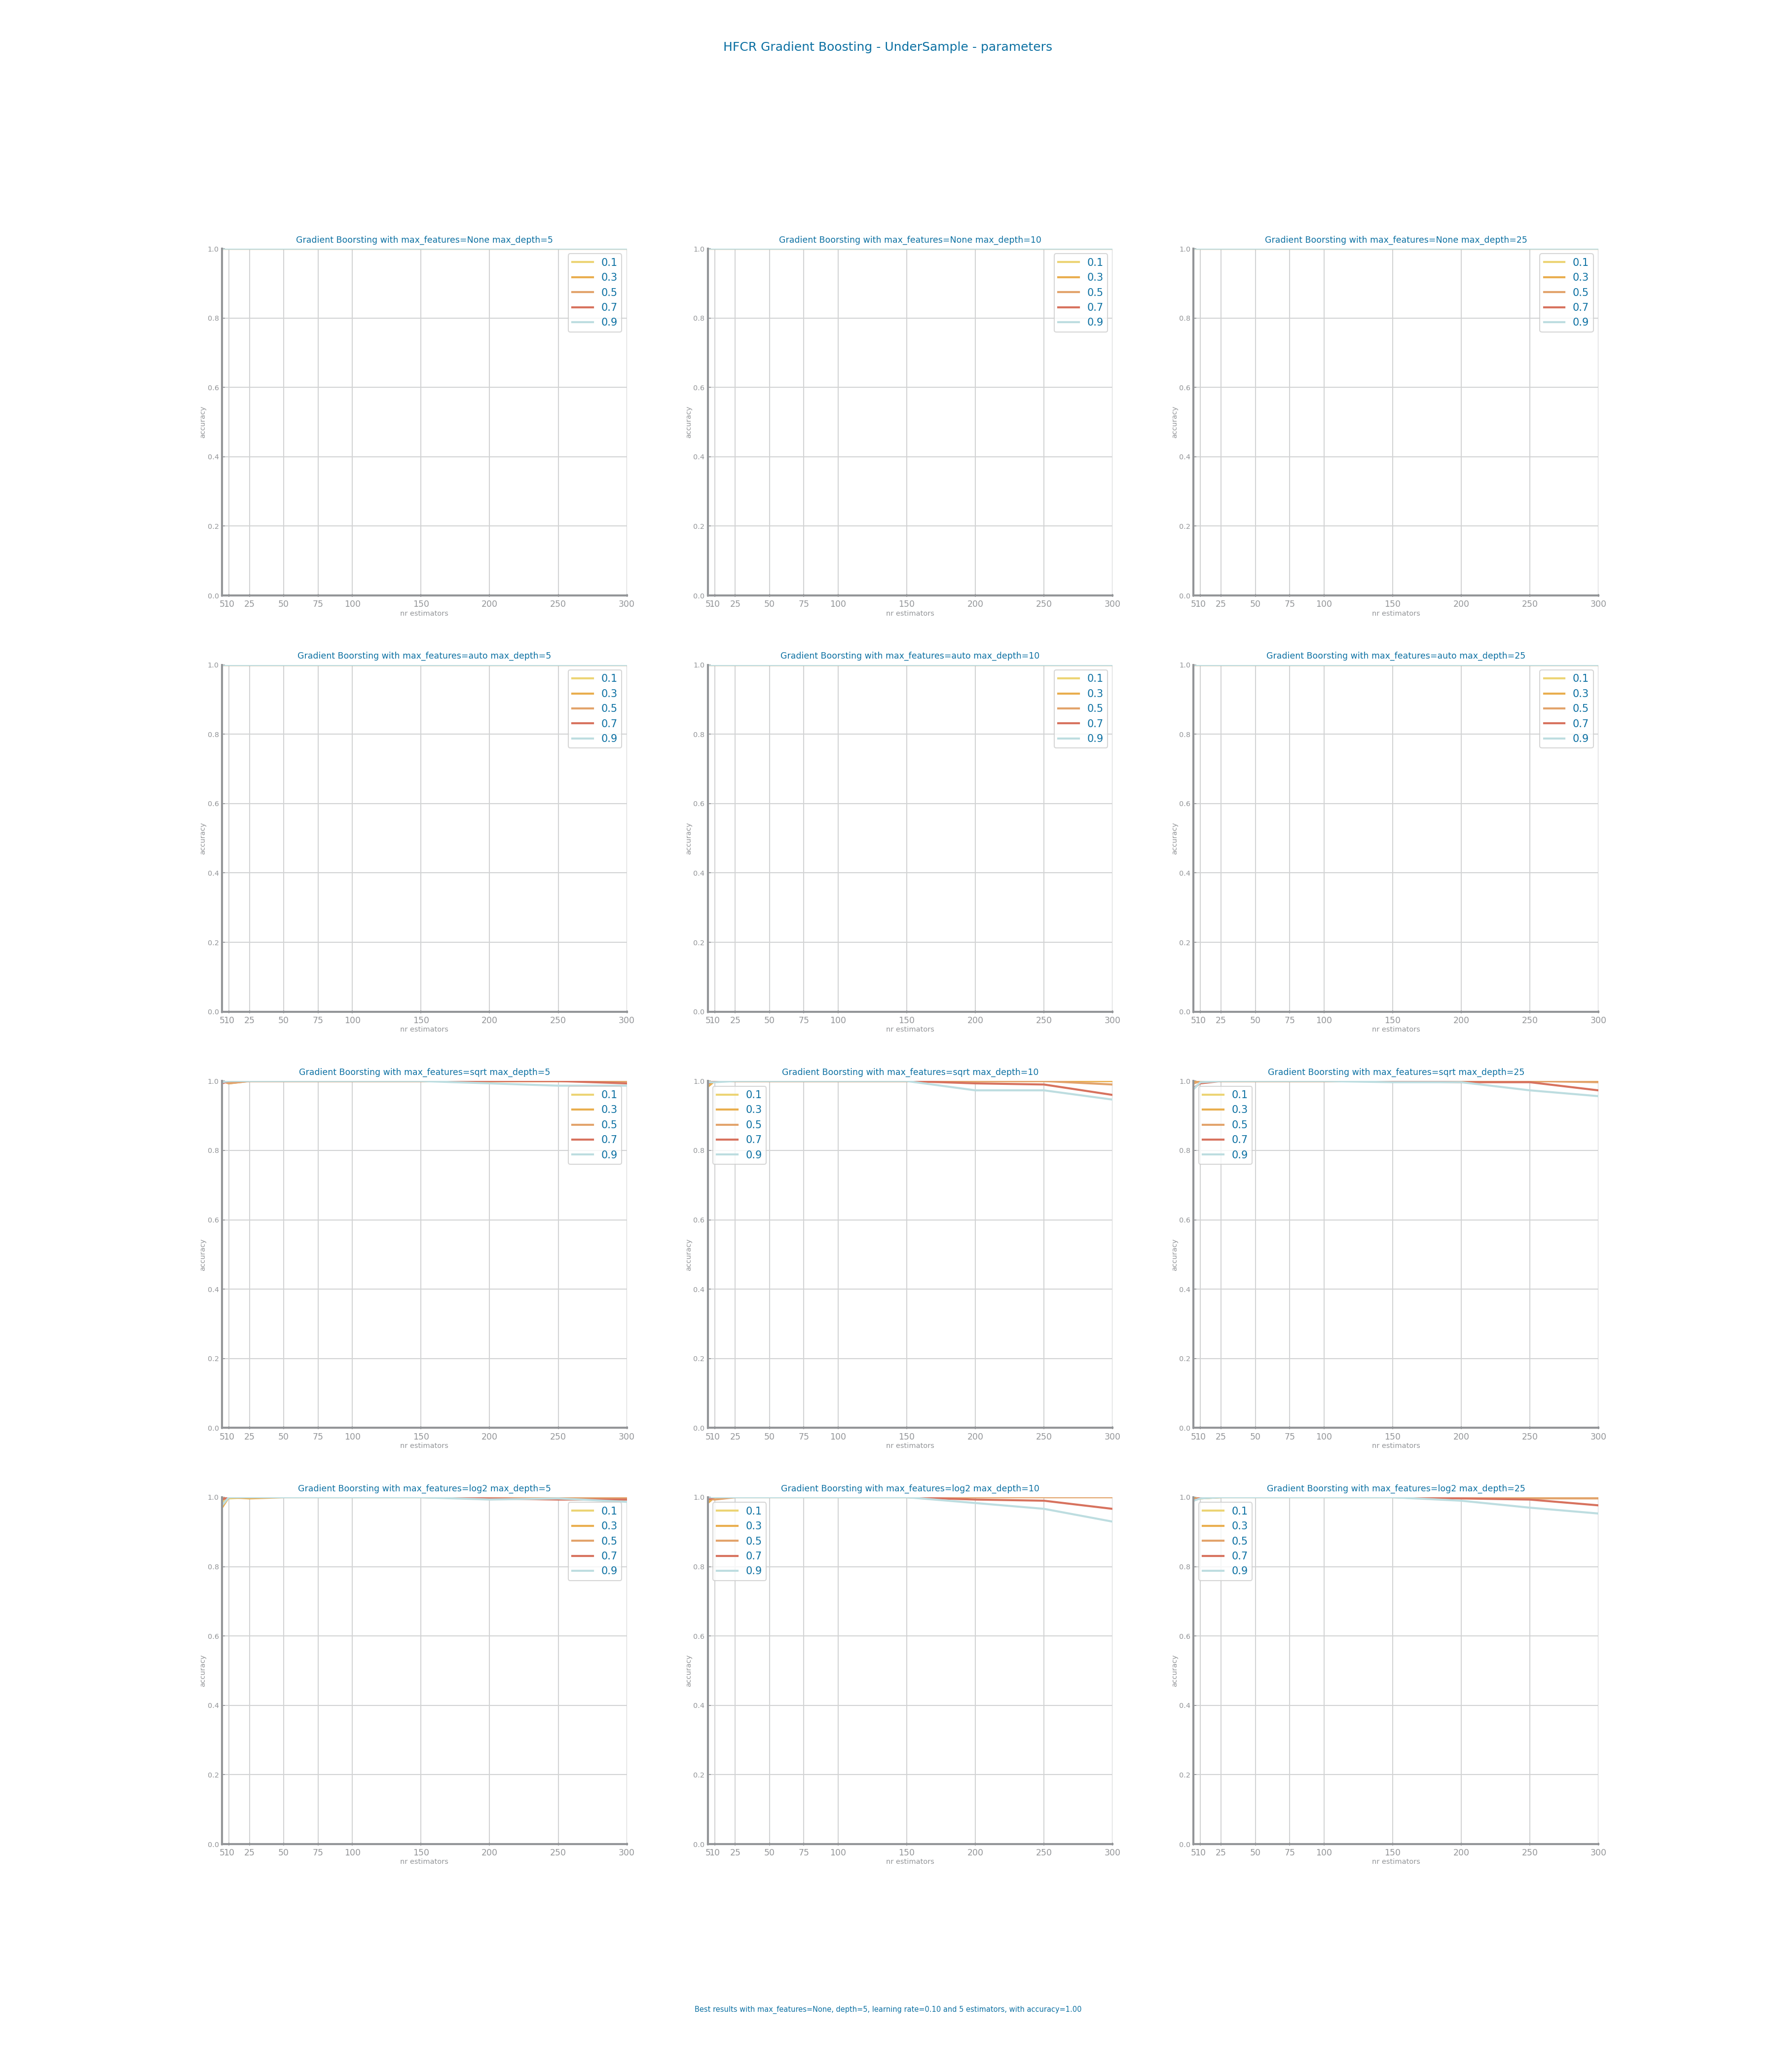 HFCR Gradient Boosting - UnderSample - parameters
Gradient Boorsting with max_features=None max_depth=5
1.0
0.8
0.6
0.4
0.2
0.0
accuracy
0.1
0.3
0.5
0.7
0.9
5 10 25 50 75 100 150 200 250 300
nr estimators
Gradient Boorsting with max_features=None max_depth=10
1.0
0.8
0.6
0.4
0.2
0.0
accuracy
0.1
0.3
0.5
0.7
0.9
5 10 25 50 75 100 150 200 250 300
nr estimators
Gradient Boorsting with max_features=None max_depth=25
1.0
0.8
0.6
0.4
0.2
0.0
accuracy
0.1
0.3
0.5
0.7
0.9
5 10 25 50 75 100 150 200 250 300
nr estimators
Gradient Boorsting with max_features=auto max_depth=5
1.0
0.8
0.6
0.4
0.2
0.0
accuracy
0.1
0.3
0.5
0.7
0.9
5 10 25 50 75 100 150 200 250 300
nr estimators
Gradient Boorsting with max_features=auto max_depth=10
1.0
0.8
0.6
0.4
0.2
0.0
accuracy
0.1
0.3
0.5
0.7
0.9
5 10 25 50 75 100 150 200 250 300
nr estimators
Gradient Boorsting with max_features=auto max_depth=25
1.0
0.8
0.6
0.4
0.2
0.0
accuracy
0.1
0.3
0.5
0.7
0.9
5 10 25 50 75 100 150 200 250 300
nr estimators
Gradient Boorsting with max_features=sqrt max_depth=5
1.0
0.8
0.6
0.4
0.2
0.0
accuracy
0.1
0.3
0.5
0.7
0.9
5 10 25 50 75 100 150 200 250 300
nr estimators
Gradient Boorsting with max_features=sqrt max_depth=10
1.0
0.8
0.6
0.4
0.2
0.0
accuracy
0.1
0.3
0.5
0.7
0.9
5 10 25 50 75 100 150 200 250 300
nr estimators
Gradient Boorsting with max_features=sqrt max_depth=25
1.0
0.8
0.6
0.4
0.2
0.0
accuracy
0.1
0.3
0.5
0.7
0.9
5 10 25 50 75 100 150 200 250 300
nr estimators
Gradient Boorsting with max_features=log2 max_depth=5
1.0
0.8
0.6
0.4
0.2
0.0
accuracy
0.1
0.3
0.5
0.7
0.9
5 10 25 50 75 100 150 200 250 300
nr estimators
Gradient Boorsting with max_features=log2 max_depth=10
1.0
0.8
0.6
0.4
0.2
0.0
accuracy
0.1
0.3
0.5
0.7
0.9
5 10 25 50 75 100 150 200 250 300
nr estimators
Gradient Boorsting with max_features=log2 max_depth=25
1.0
0.8
0.6
0.4
0.2
0.0
accuracy
0.1
0.3
0.5
0.7
0.9
5 10 25 50 75 100 150 200 250 300
nr estimators
Best results with max_features=None, depth=5, learning rate=0.10 and 5 estimators, with accuracy=1.00